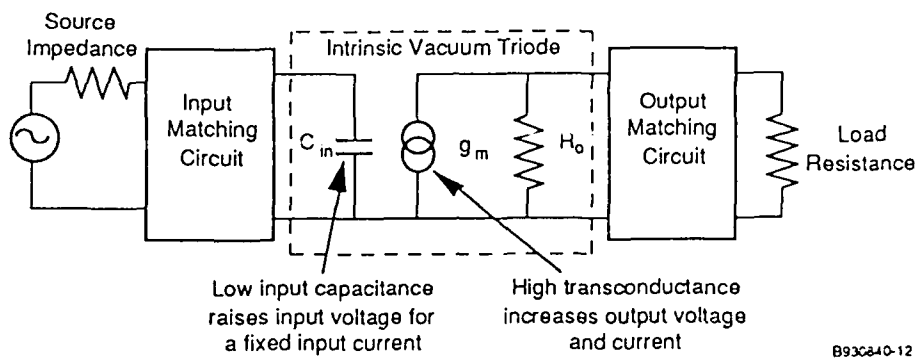 Source
Impedance
Intrinsic Vacuum Triode
Input
Matching
Circuit
C in
g m
R o
Output
Matching
Circuit
Load
Resistance
Low input capacitance
raises input voltage for
a fixed input current
High transconductance
increases output voltage
and current
B930840-12